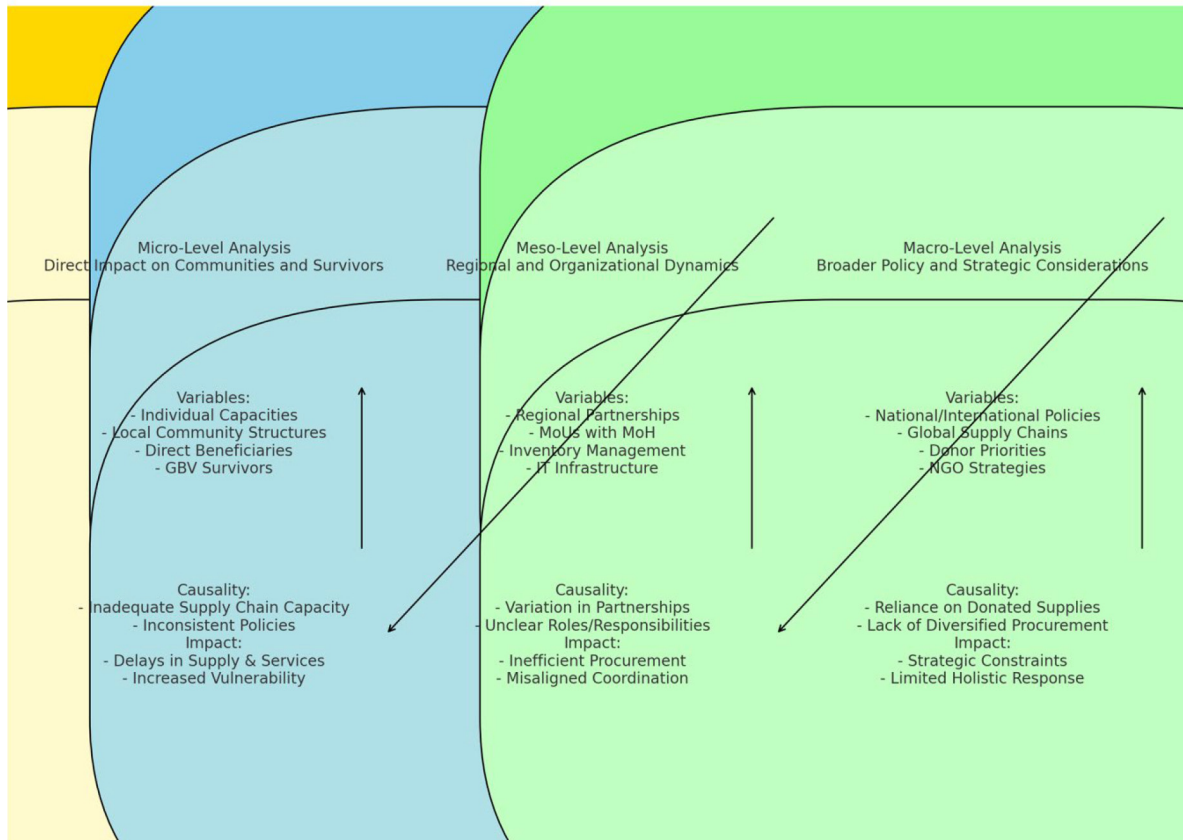 Micro-Level Analysis
Direct Impact on Communities and Survivors
Variables:
- Individual Capacities
- Local Community Structures
- Direct Beneficiaries
- GBV Survivors
Causality:
- Inadequate Supply Chain Capacity
- Inconsistent Policies
Impact:
- Delays in Supply & Services
- Increased Vulnerability
Meso-Level Analysis
Regional and Organizational Dynamics
Variables:
- Regional Partnerships
- MoUs with MoH
- Inventory Management
- IT Infrastructure
Causality:
- Variation in Partnerships
- Unclear Roles/Responsibilities
Impact:
- Inefficient Procurement
- Misaligned Coordination
Macro-Level Analysis
Broader Policy and Strategic Considerations
Variables:
- National/International Policies
- Global Supply Chains
- Donor Priorities
- NGO Strategies
Causality:
- Reliance on Donated Supplies
- Lack of Diversified Procurement
Impact:
- Strategic Constraints
- Limited Holistic Response